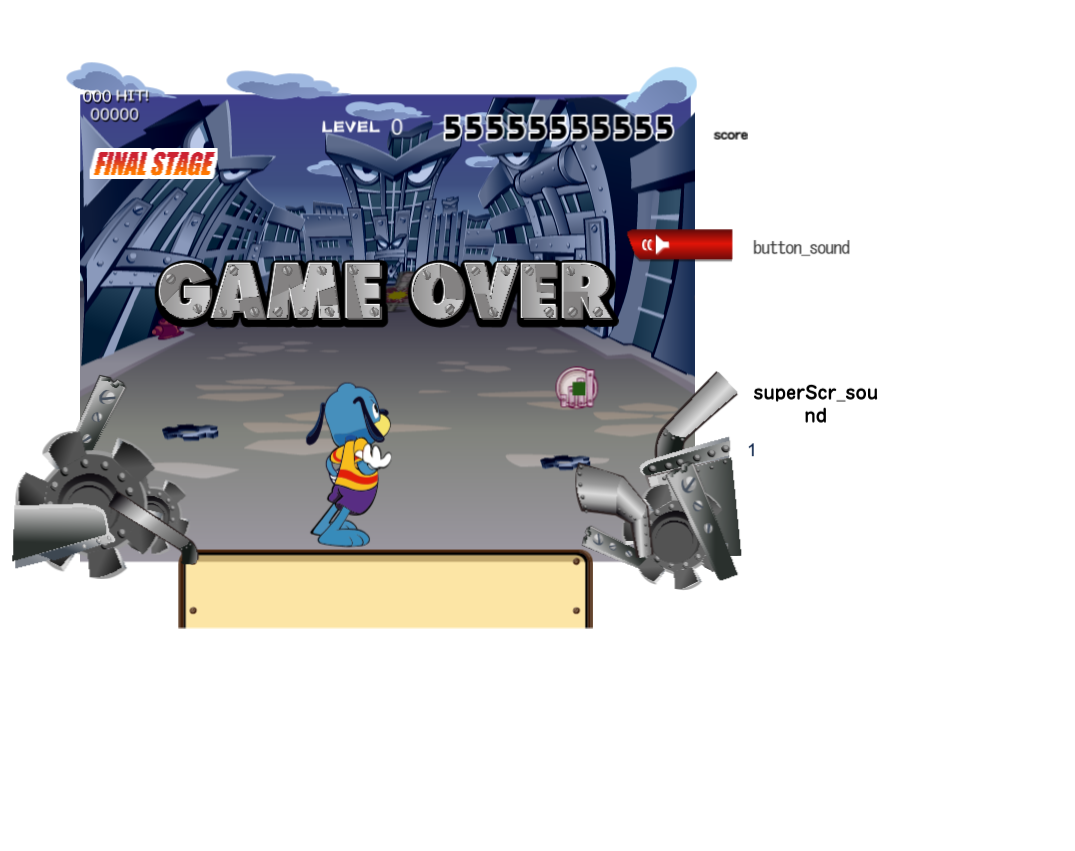 000 HIT!
00000
LEVEL 0
55555555555
score
FINAL STAGE
button_sound
GAME OVER
superScr_sou
nd
1